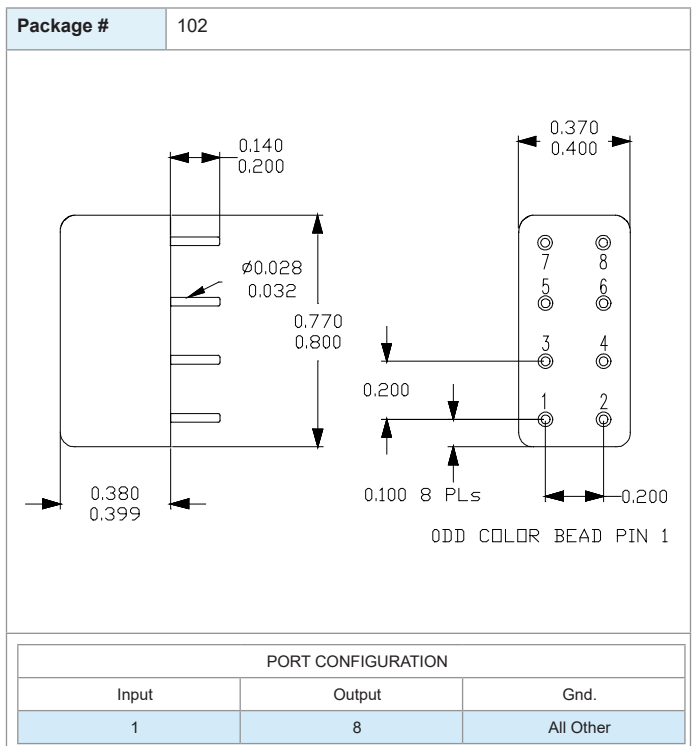 Package # 102
0.140
0.200
0.370
0.400
Ø0.028
0.032
0.770
0.800
7 8
5 6
3 4
0.200
1 2
0.380
0.399
0.100 8 PLs
0.200
ODD COLOR BEAD PIN 1
PORT CONFIGURATION
Input Output Gnd.
1 8 All Other